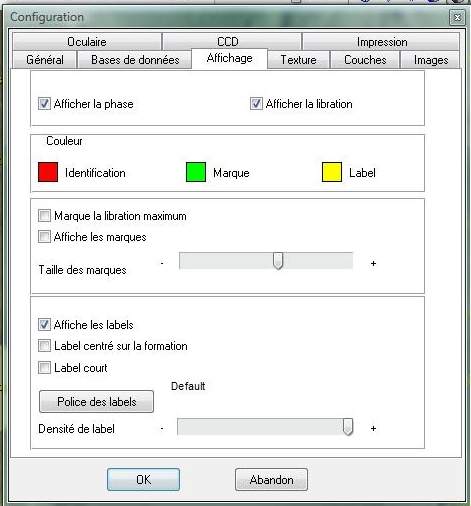 Configuration
Oculaire CCD Impression
Général Bases de données Affichage Texture Couches Images
Afficher la phase Afficher la libration
Couleur
Identification Marque Label
Marque la libration maximum
Affiche les marques
Taille des marques - +
Affiche les labels
Label centré sur la formation
Label court
Default
Police des labels
Densité de label - +
OK Abandon